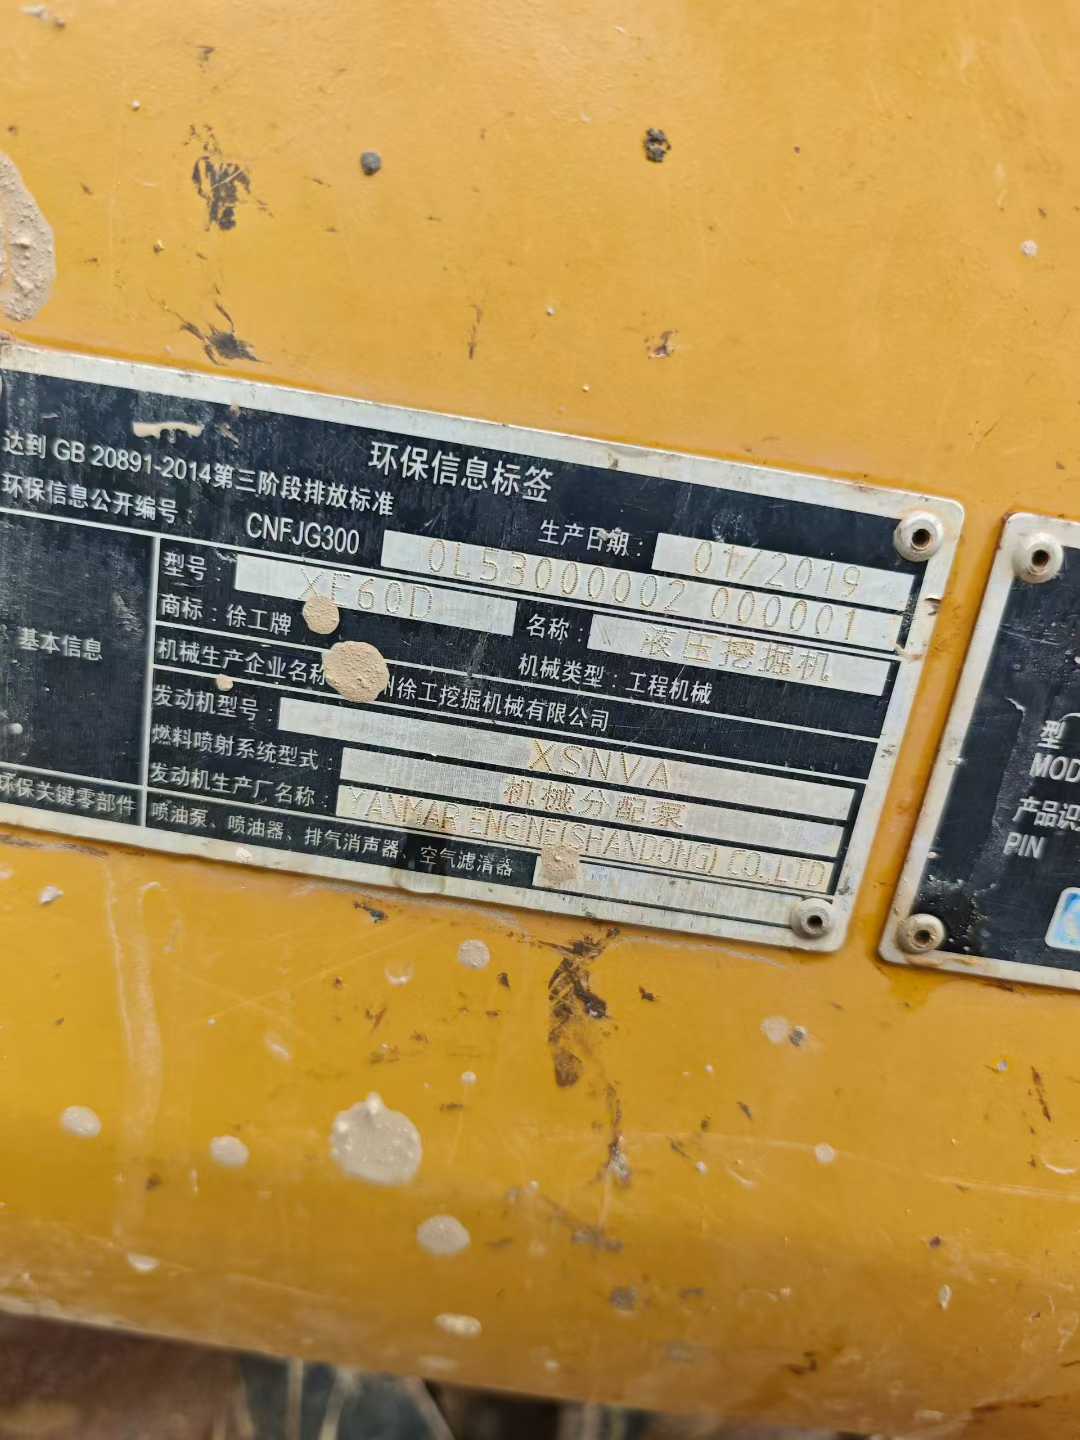 环保信息标签
达到 GB 20891-2014第三阶段排放标准
生产日期： 01/2019
环保信息公开编号： CNFJG300 0L53000002 000001
基本信息
型号： XE60D 名称： 液压挖掘机
商标：徐工牌 机械类型：工程机械
机械生产企业名称 州徐工挖掘机械有限公司
发动机型号： XSNVA
燃料喷射系统型式： 机械分配泵
发动机生产厂名称： YANMAR ENGINE(SHANDONG) CO.,LTD
环保关键零部件 喷油泵、喷油器、排气消声器、空气滤清器
型
MOD
产品识
PIN